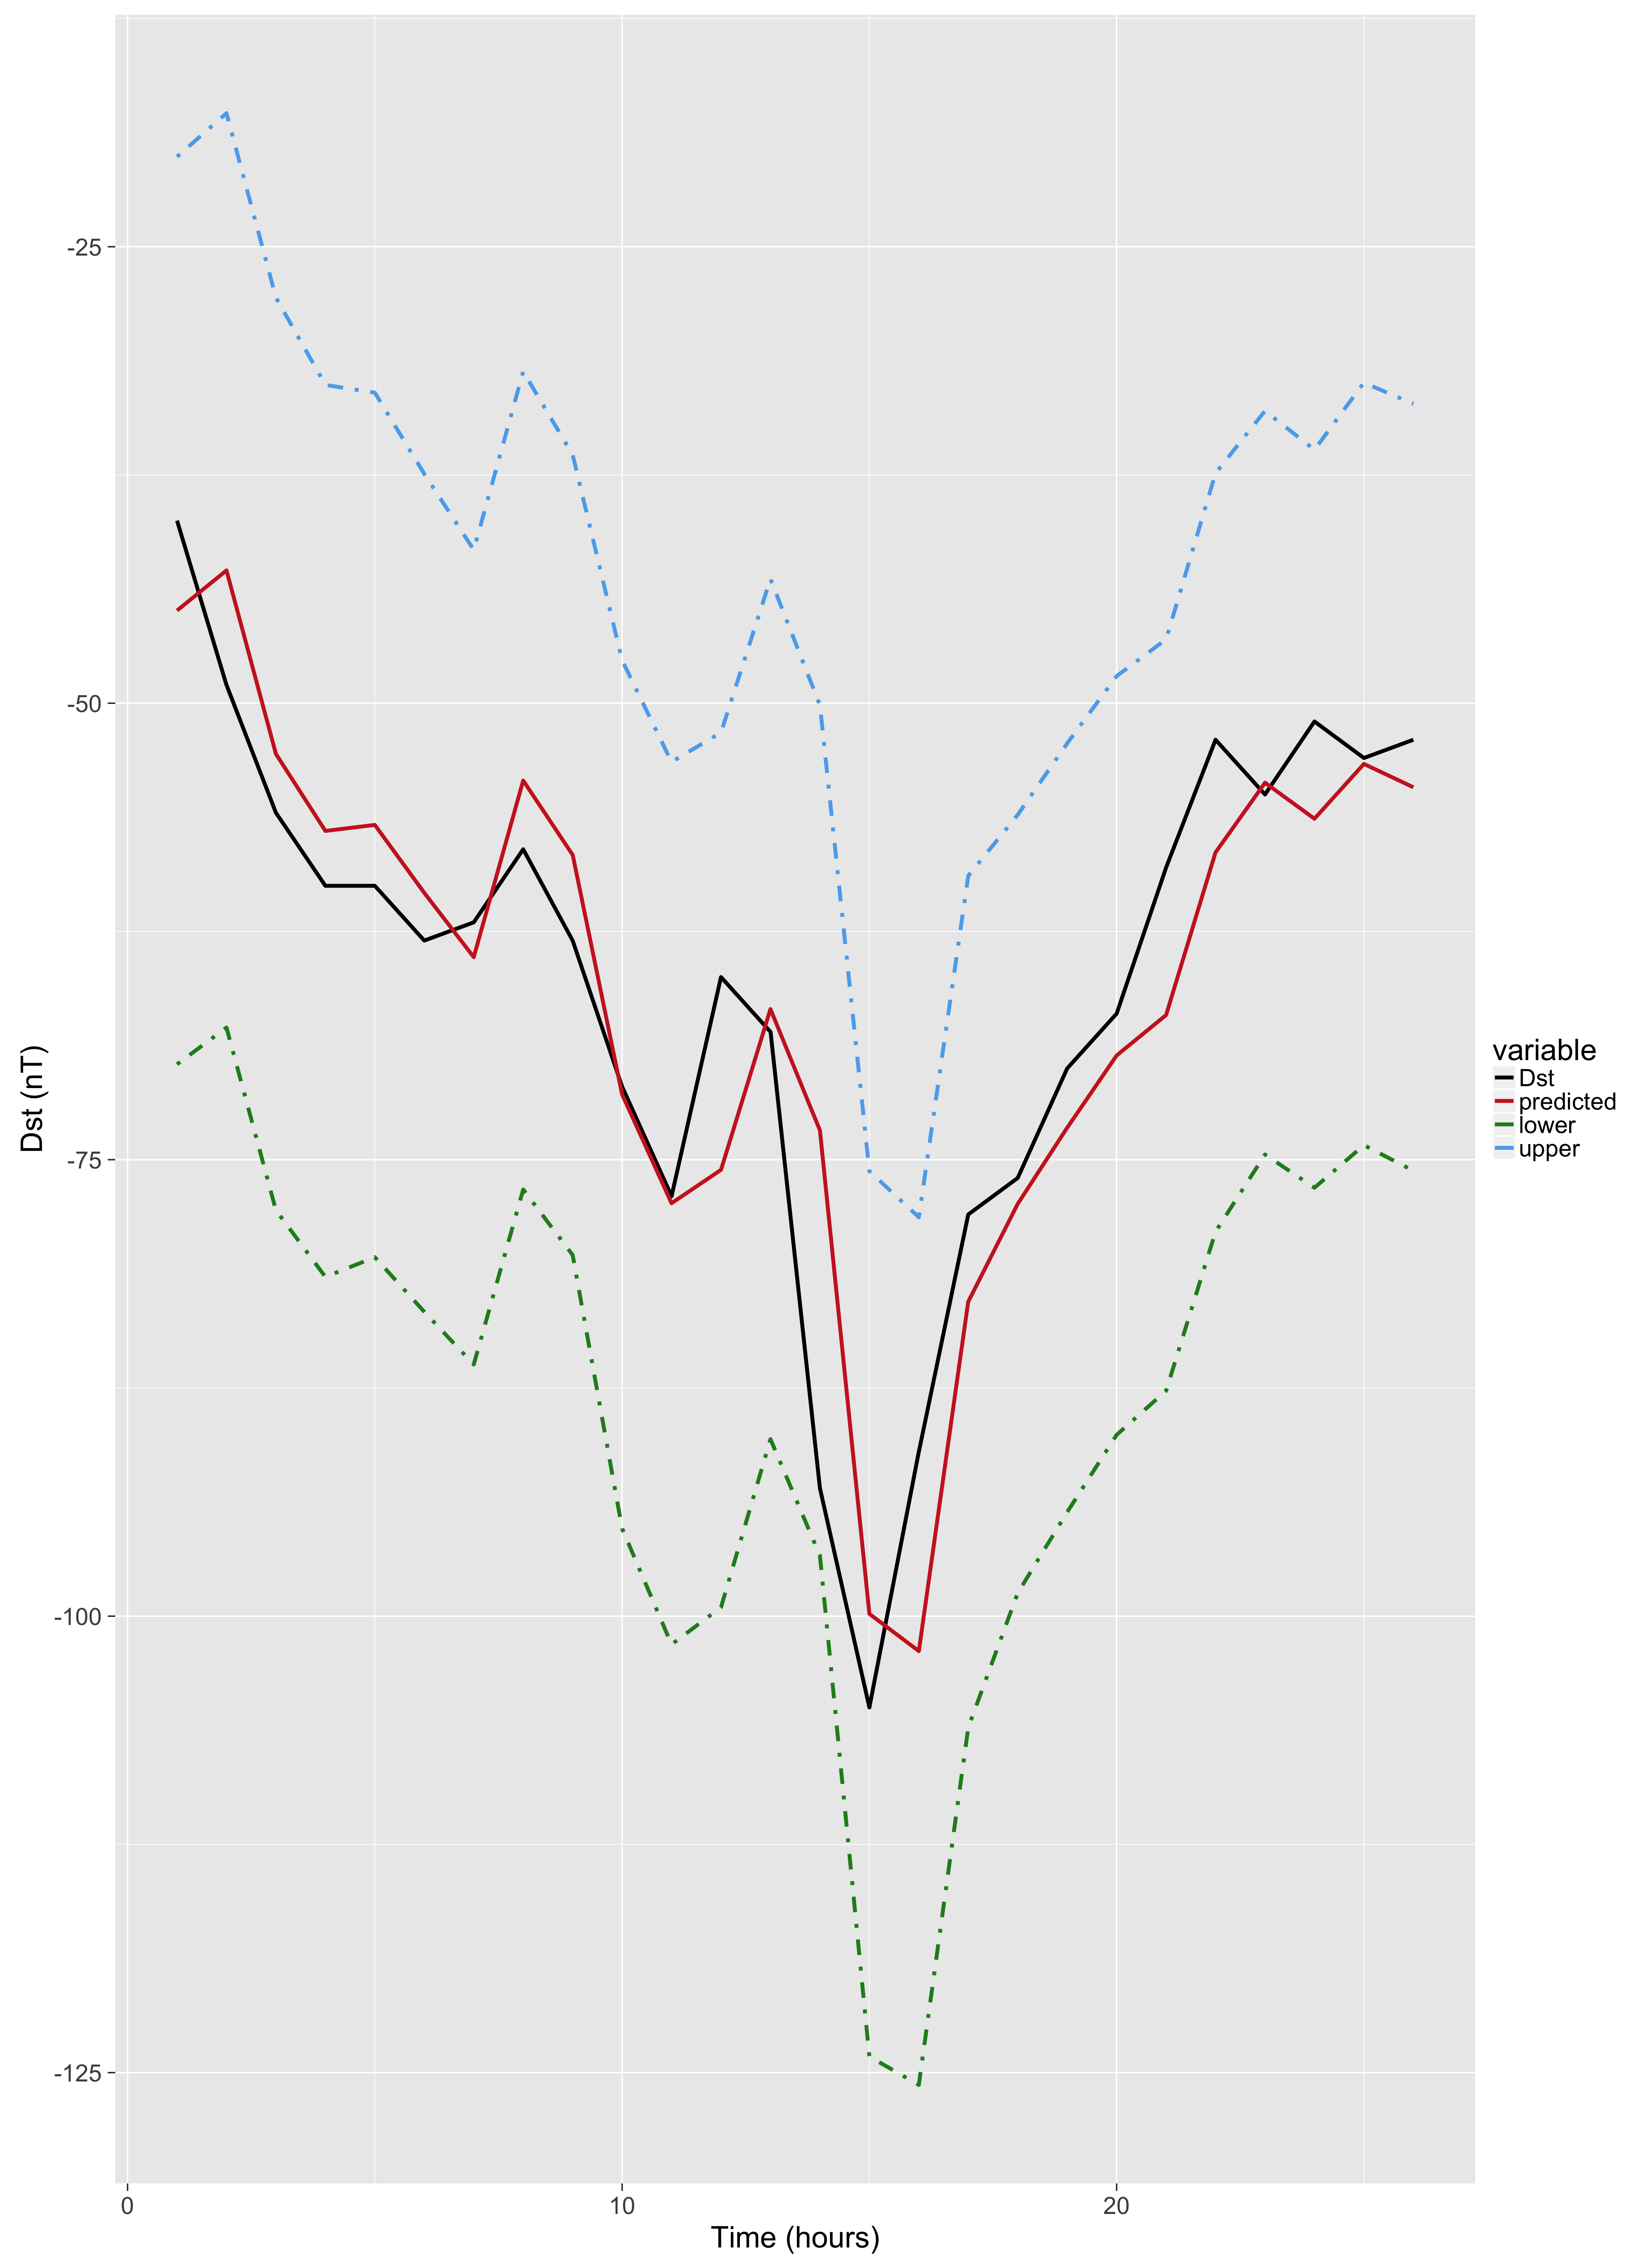 -25
-50
-75
-100
-125
Dst (nT)
0 10 20
Time (hours)
variable
Dst
predicted
lower
upper